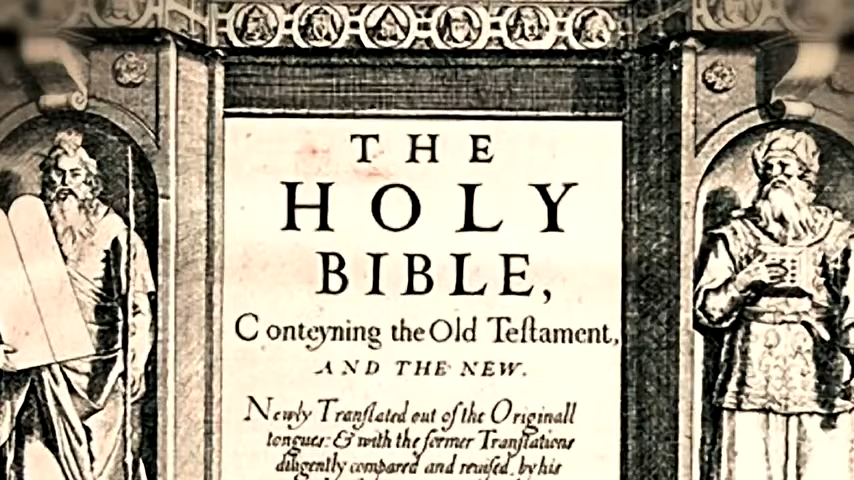 THE
HOLY
BIBLE,
Conteyning the Old Teſtament,
AND THE NEW.
Newly Tranſlated out of the Originall
tongues: & with the former Tranſlations
diligently compared and reuiſed, by his